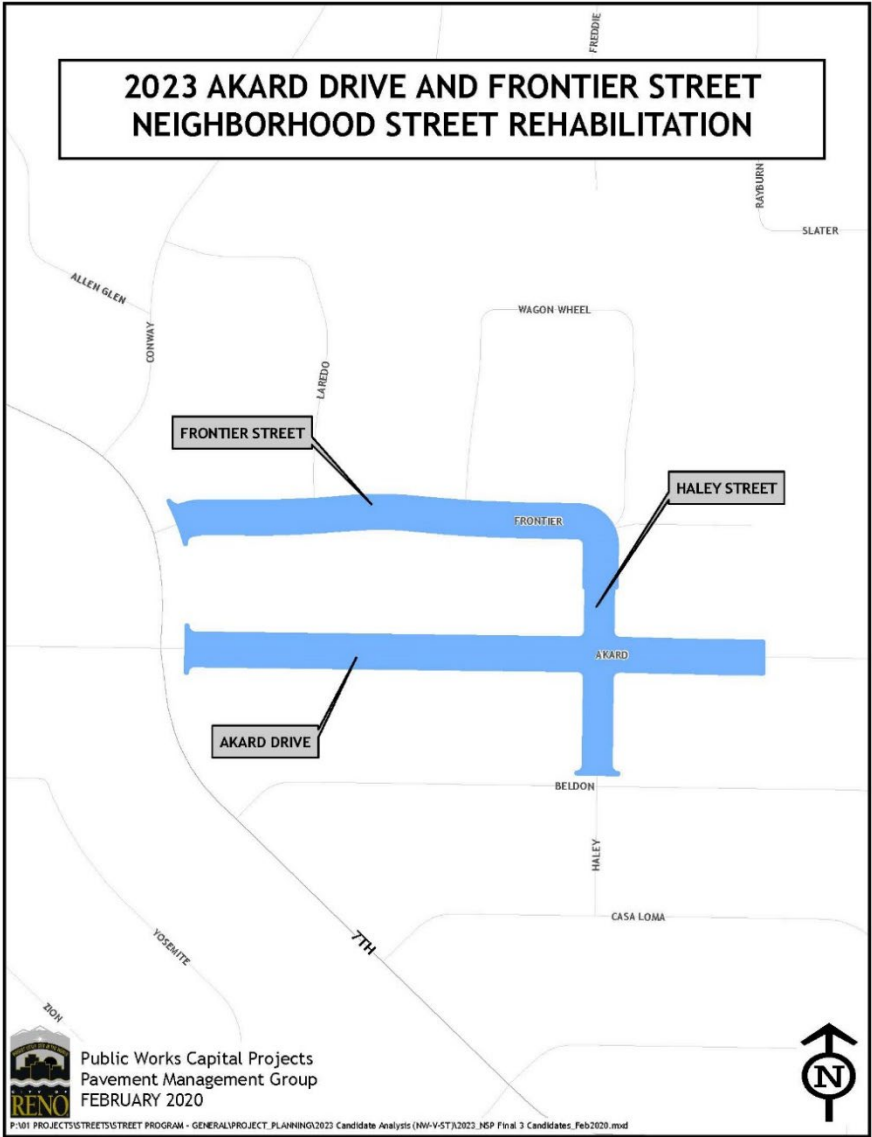 2023 AKARD DRIVE AND FRONTIER STREET
NEIGHBORHOOD STREET REHABILITATION
FREDDIE
RAYBURN
SLATER
ALLEN GLEN
CONWAY
WAGON WHEEL
LAREDO
FRONTIER STREET
HALEY STREET
FRONTIER
AKARD
AKARD DRIVE
BELDON
HALEY
CASA LOMA
YOSEMITE
7TH
ZION
CITY OF
RENO
Public Works Capital Projects
Pavement Management Group
FEBRUARY 2020
N
P:\01 PROJECTS\STREETS\STREET PROGRAM - GENERAL\PROJECT_PLANNING\2023 Candidate Analysis (NW-V-ST)\2023_NSP Final 3 Candidates_Feb2020.mxd